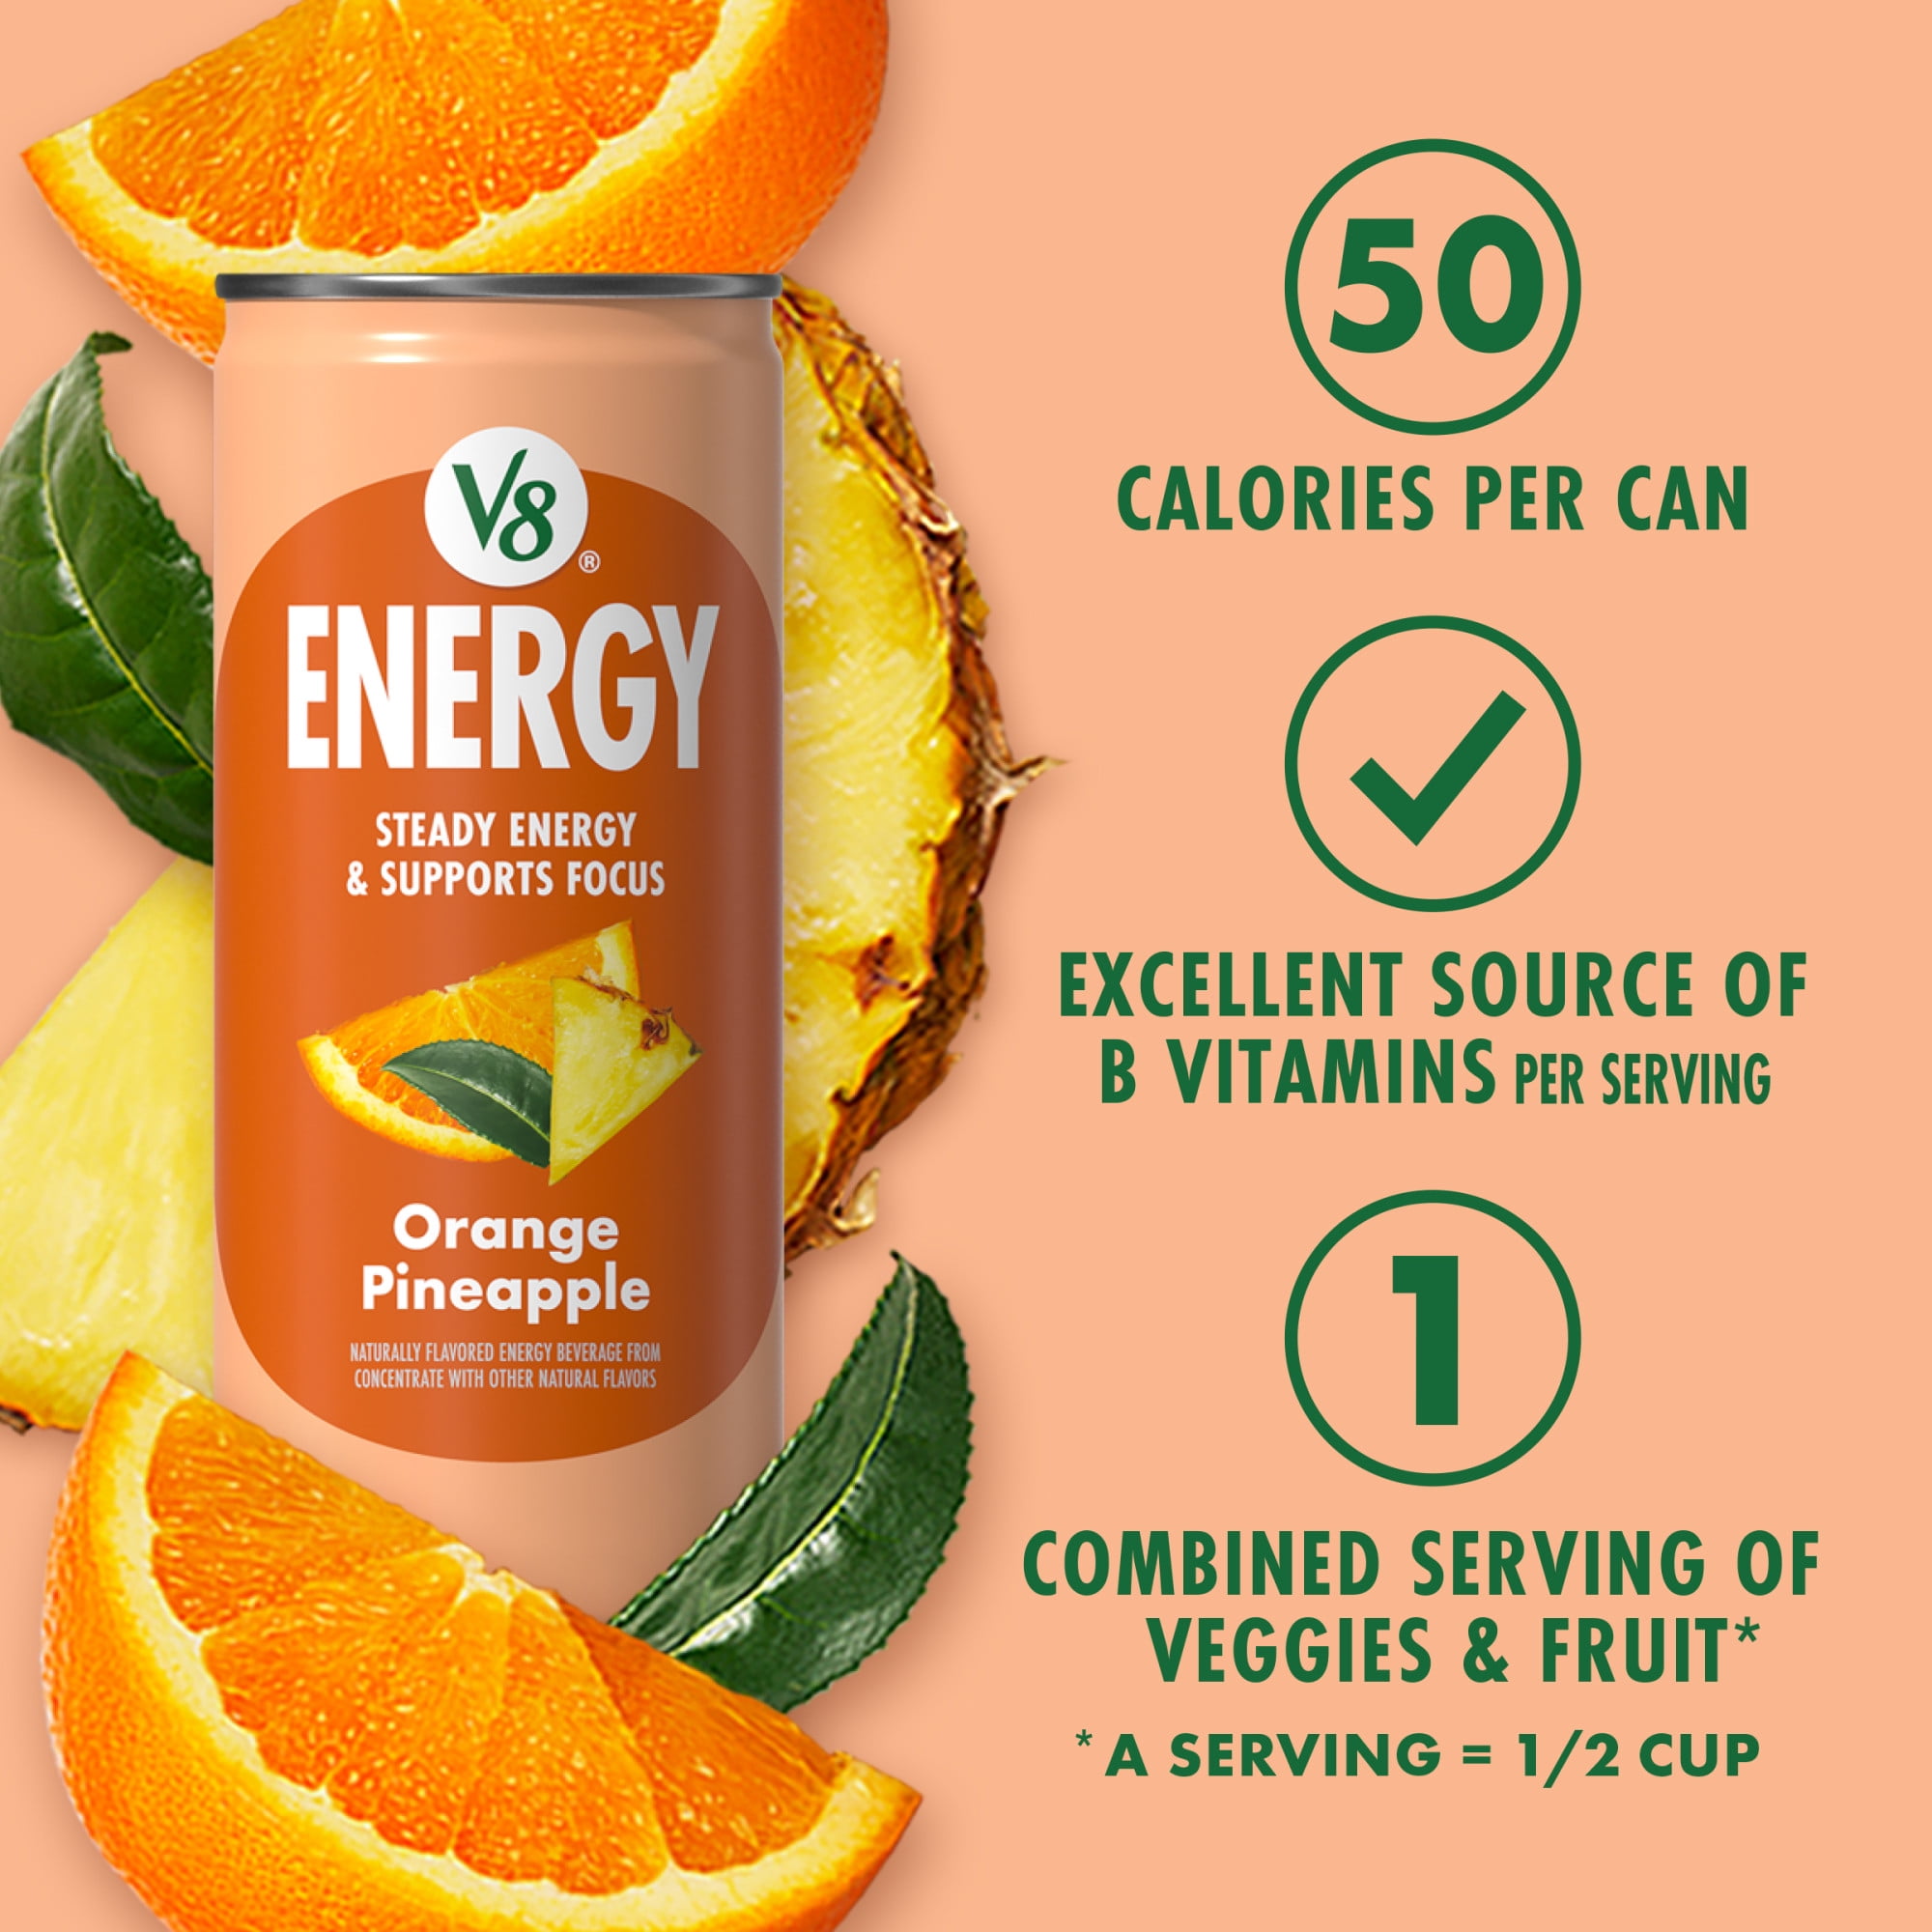 V8®
ENERGY
STEADY ENERGY
& SUPPORTS FOCUS
Orange
Pineapple
NATURALLY FLAVORED ENERGY BEVERAGE FROM
CONCENTRATE WITH OTHER NATURAL FLAVORS
50
CALORIES PER CAN
EXCELLENT SOURCE OF
B VITAMINS PER SERVING
1
COMBINED SERVING OF
VEGGIES & FRUIT*
*A SERVING = 1/2 CUP